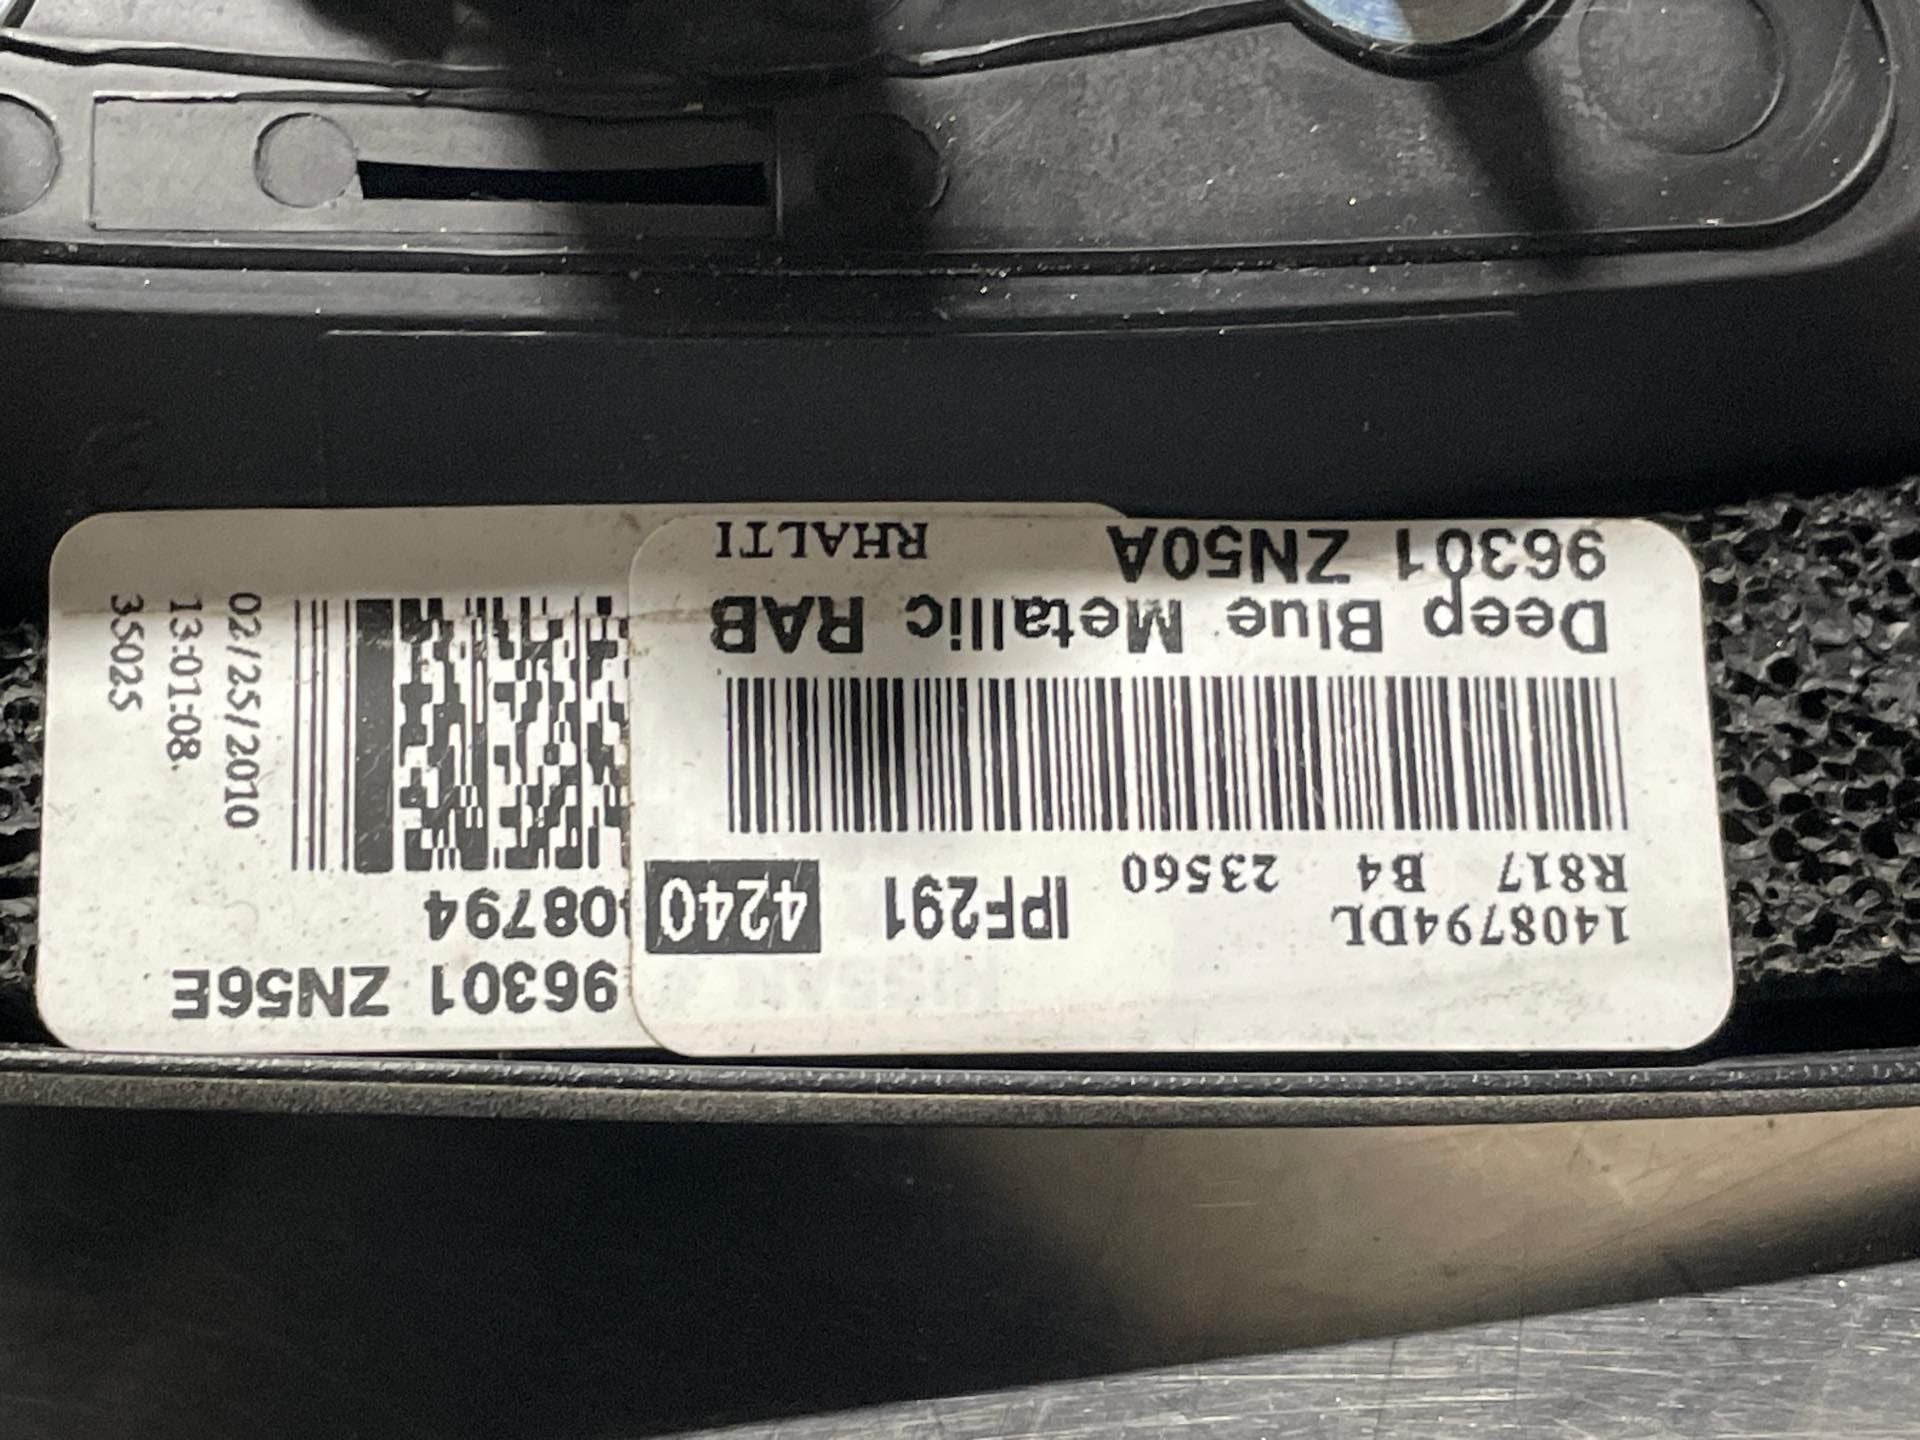 1408794DL
R817 B4 23560 IPF291 4240
Deep Blue Metallic RAB
96301 ZN50A RHALTI
96301 ZN56E
08794
02/25/2010
13:01:08
35025